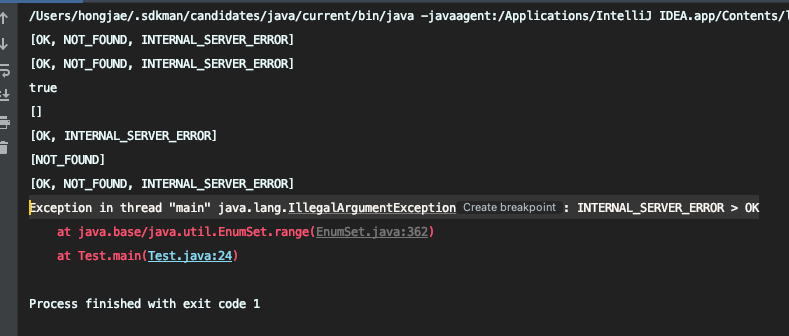 /Users/hongjae/.sdkman/candidates/java/current/bin/java -javaagent:/Applications/IntelliJ IDEA.app/Contents/
[OK, NOT_FOUND, INTERNAL_SERVER_ERROR]
[OK, NOT_FOUND, INTERNAL_SERVER_ERROR]
true
[]
[OK, INTERNAL_SERVER_ERROR]
[NOT_FOUND]
[OK, NOT_FOUND, INTERNAL_SERVER_ERROR]
Exception in thread "main" java.lang.IllegalArgumentException Create breakpoint : INTERNAL_SERVER_ERROR > OK
at java.base/java.util.EnumSet.range(EnumSet.java:362)
at Test.main(Test.java:24)
Process finished with exit code 1